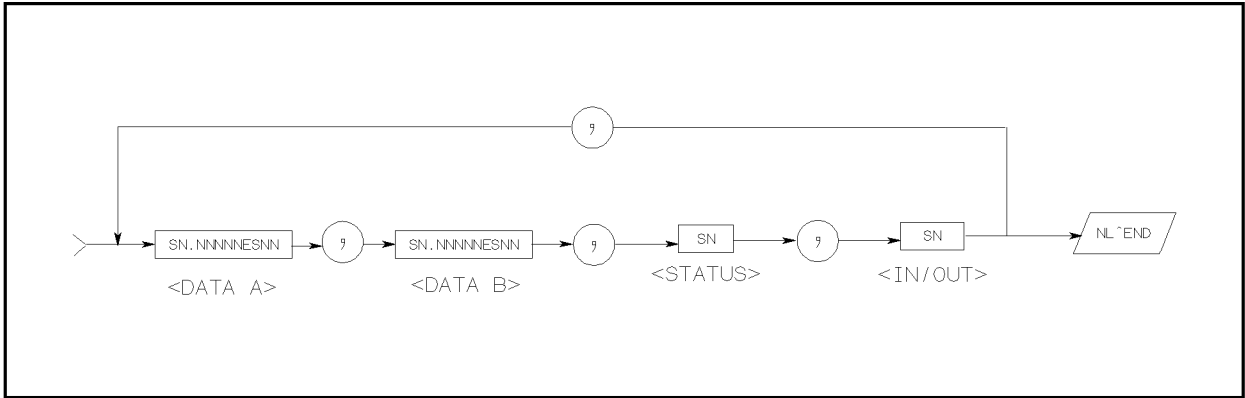 ,
SN.NNNNNESNN , SN.NNNNNESNN , SN , SN NL^END
<DATA A> <DATA B> <STATUS> <IN/OUT>